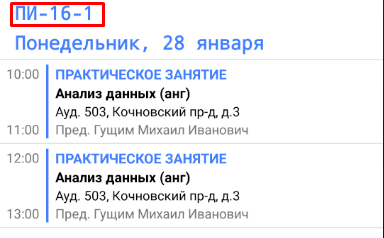 ПИ-16-1
Понедельник, 28 января
10:00 ПРАКТИЧЕСКОЕ ЗАНЯТИЕ
Анализ данных (анг)
Ауд. 503, Кочновский пр-д, д.3
11:00 Пред. Гущим Михаил Иванович
12:00 ПРАКТИЧЕСКОЕ ЗАНЯТИЕ
Анализ данных (анг)
Ауд. 503, Кочновский пр-д, д.3
13:00 Пред. Гущим Михаил Иванович